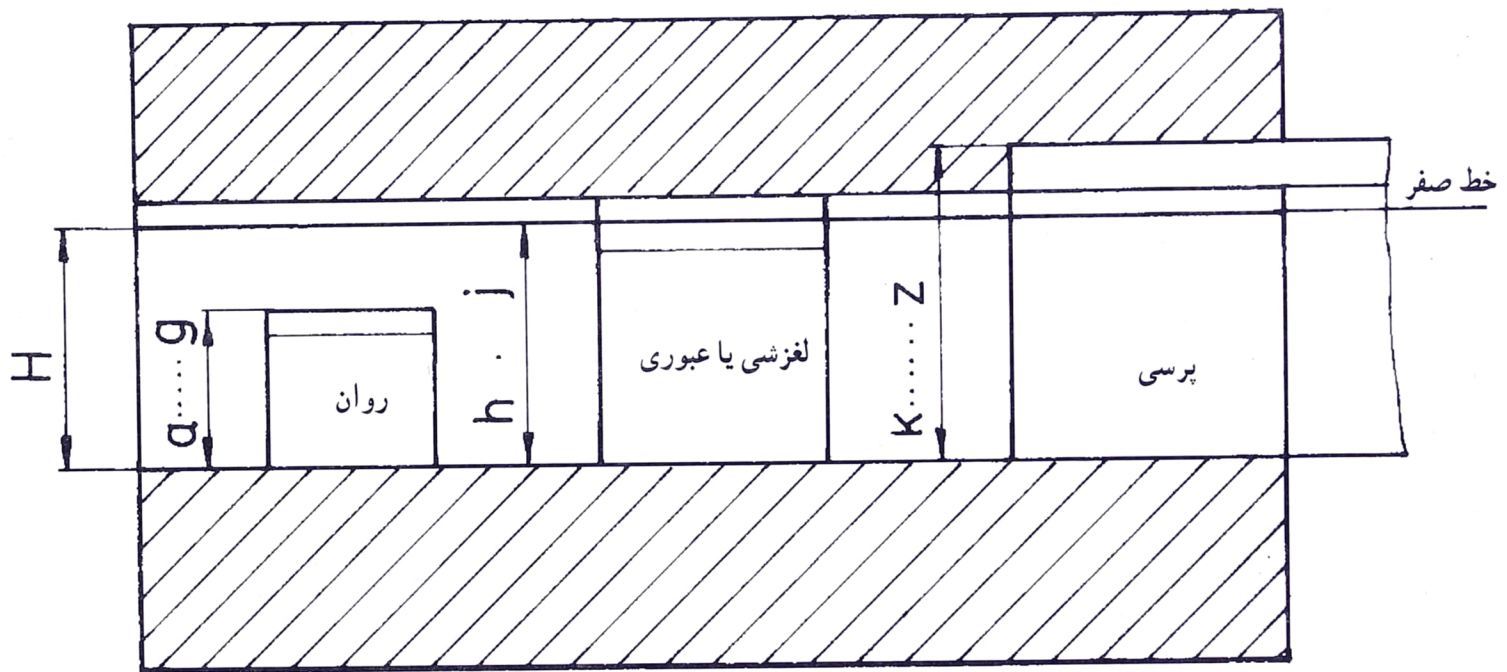 خط صفر
H
a......g
روان
h . j
لغزشی یا عبوری
K....... Z
پرسی